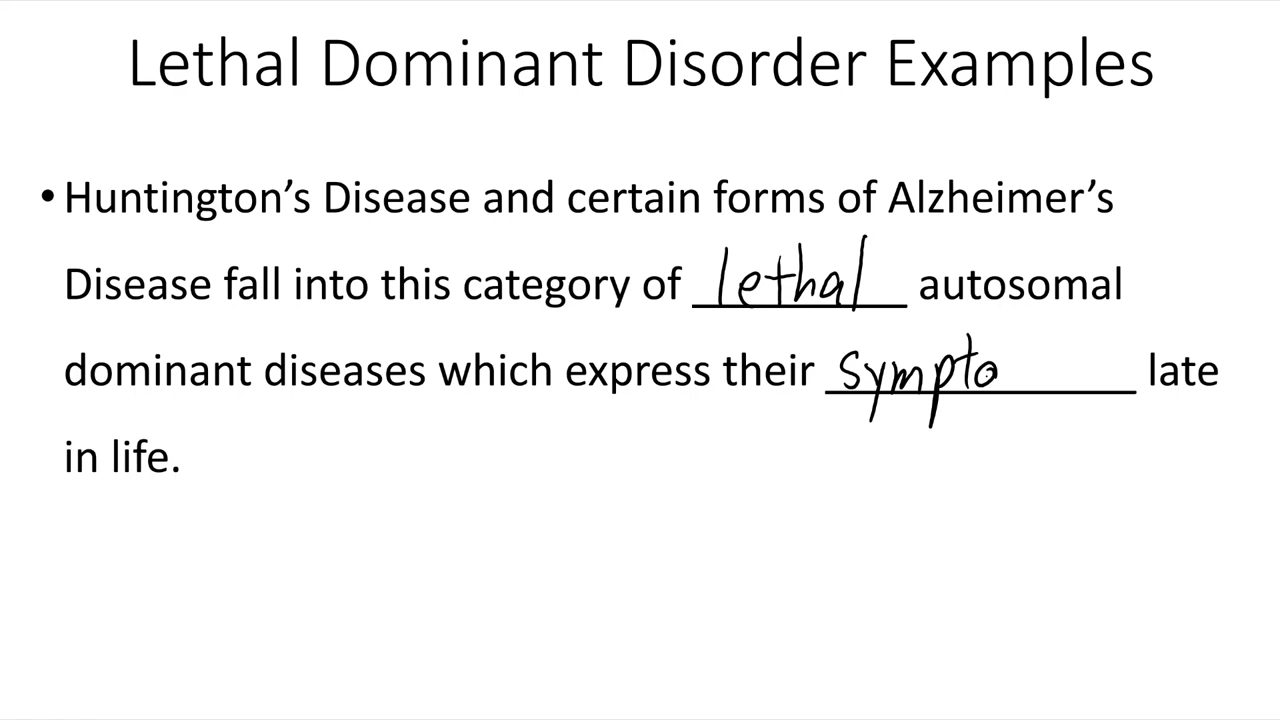 Lethal Dominant Disorder Examples
• Huntington’s Disease and certain forms of Alzheimer’s
Disease fall into this category of lethal autosomal
dominant diseases which express their sympto late
in life.